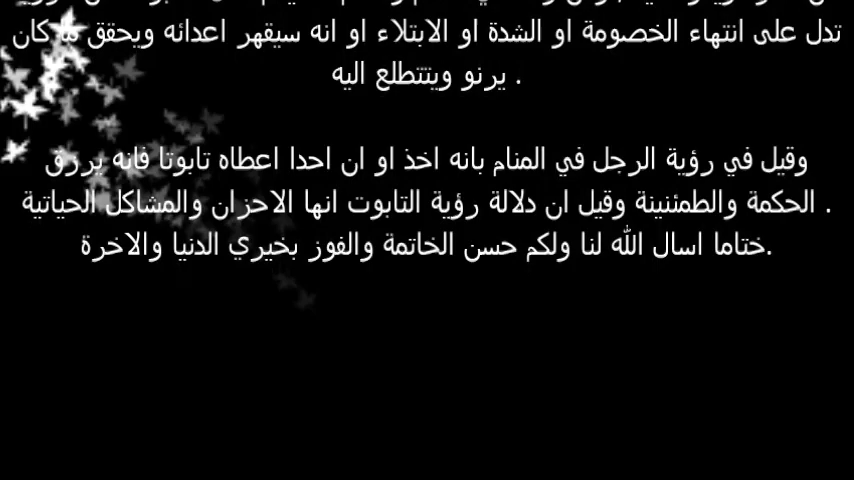 تدل على انتهاء الخصومة او الشدة او الابتلاء او انه سيقهر اعدائه ويحقق ما كان
يرنو ويتتطلع اليه .
وقيل في رؤية الرجل في المنام بانه اخذ او ان احدا اعطاه تابوتا فانه يرزق
الحكمة والطمئنينة وقيل ان دلالة رؤية التابوت انها الاحزان والمشاكل الحياتية .
ختاما اسال الله لنا ولكم حسن الخاتمة والفوز بخيري الدنيا والاخرة.